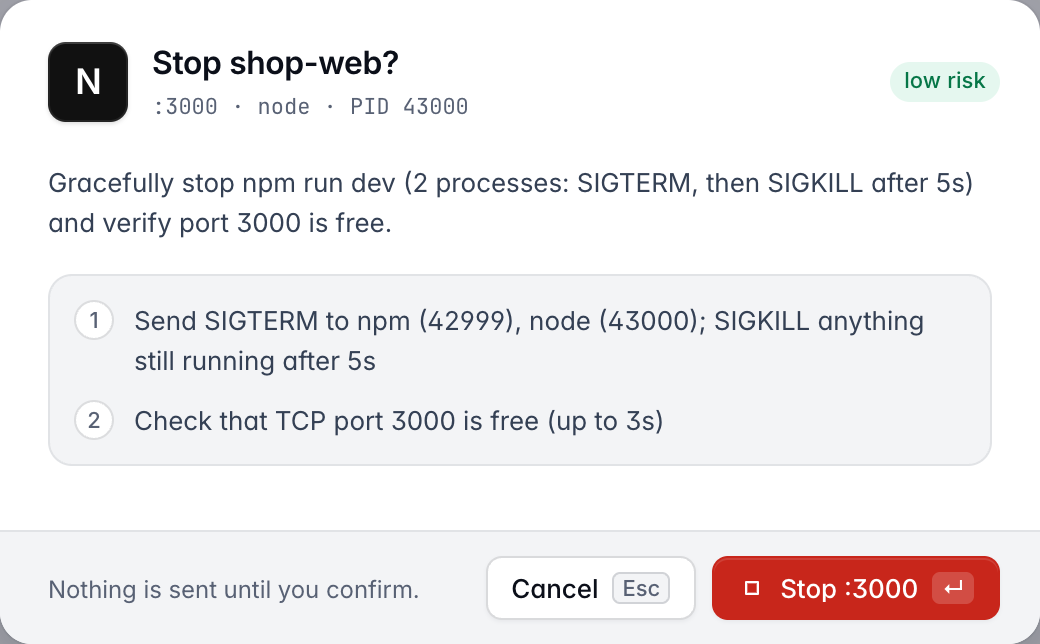 N
Stop shop-web?
:3000 · node · PID 43000
low risk
Gracefully stop npm run dev (2 processes: SIGTERM, then SIGKILL after 5s)
and verify port 3000 is free.
1 Send SIGTERM to npm (42999), node (43000); SIGKILL anything
still running after 5s
2 Check that TCP port 3000 is free (up to 3s)
Nothing is sent until you confirm.
Cancel Esc
Stop :3000 ↵